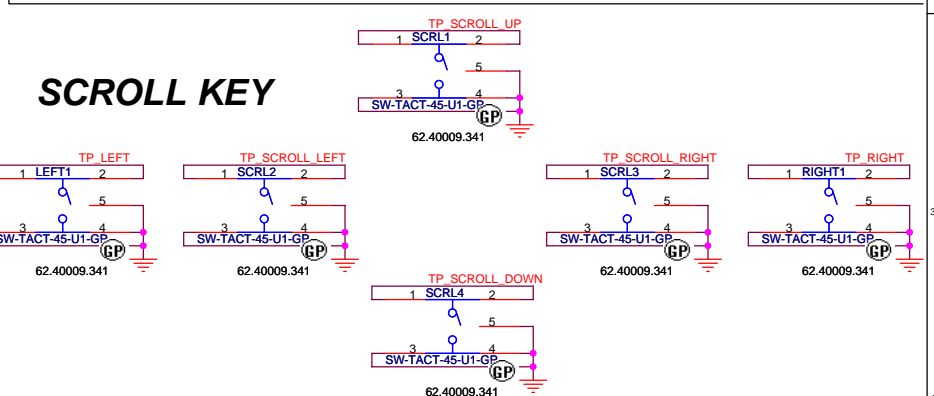 TP_SCROLL_UP
1 SCRL1 2
5
3 4
SW-TACT-45-U1-GP
GP
62.40009.341
SCROLL KEY
TP_LEFT
1 LEFT1 2
5
3 4
SW-TACT-45-U1-GP
GP
62.40009.341
TP_SCROLL_LEFT
1 SCRL2 2
5
3 4
SW-TACT-45-U1-GP
GP
62.40009.341
TP_SCROLL_RIGHT
1 SCRL3 2
5
3 4
SW-TACT-45-U1-GP
GP
62.40009.341
TP_RIGHT
1 RIGHT1 2
5
3 4
SW-TACT-45-U1-GP
GP
62.40009.341
3
TP_SCROLL_DOWN
1 SCRL4 2
5
3 4
SW-TACT-45-U1-GP
GP
62.40009.341